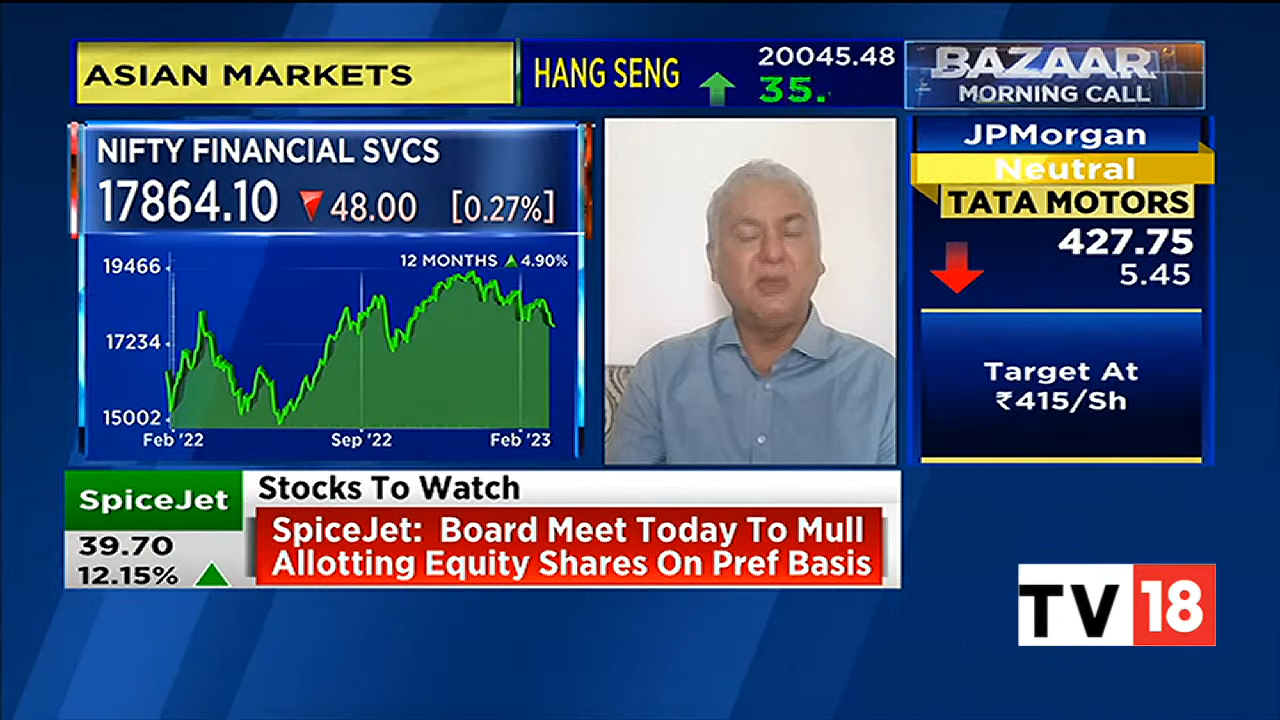 ASIAN MARKETS
HANG SENG
20045.48
35.
BAZAAR
MORNING CALL
NIFTY FINANCIAL SVCS
17864.10 48.00 [0.27%]
12 MONTHS 4.90%
19466
17234
15002
Feb '22 Sep '22 Feb '23
JPMorgan
Neutral
TATA MOTORS
427.75
5.45
Target At
₹415/Sh
SpiceJet
39.70
12.15%
Stocks To Watch
SpiceJet: Board Meet Today To Mull
Allotting Equity Shares On Pref Basis
TV 18